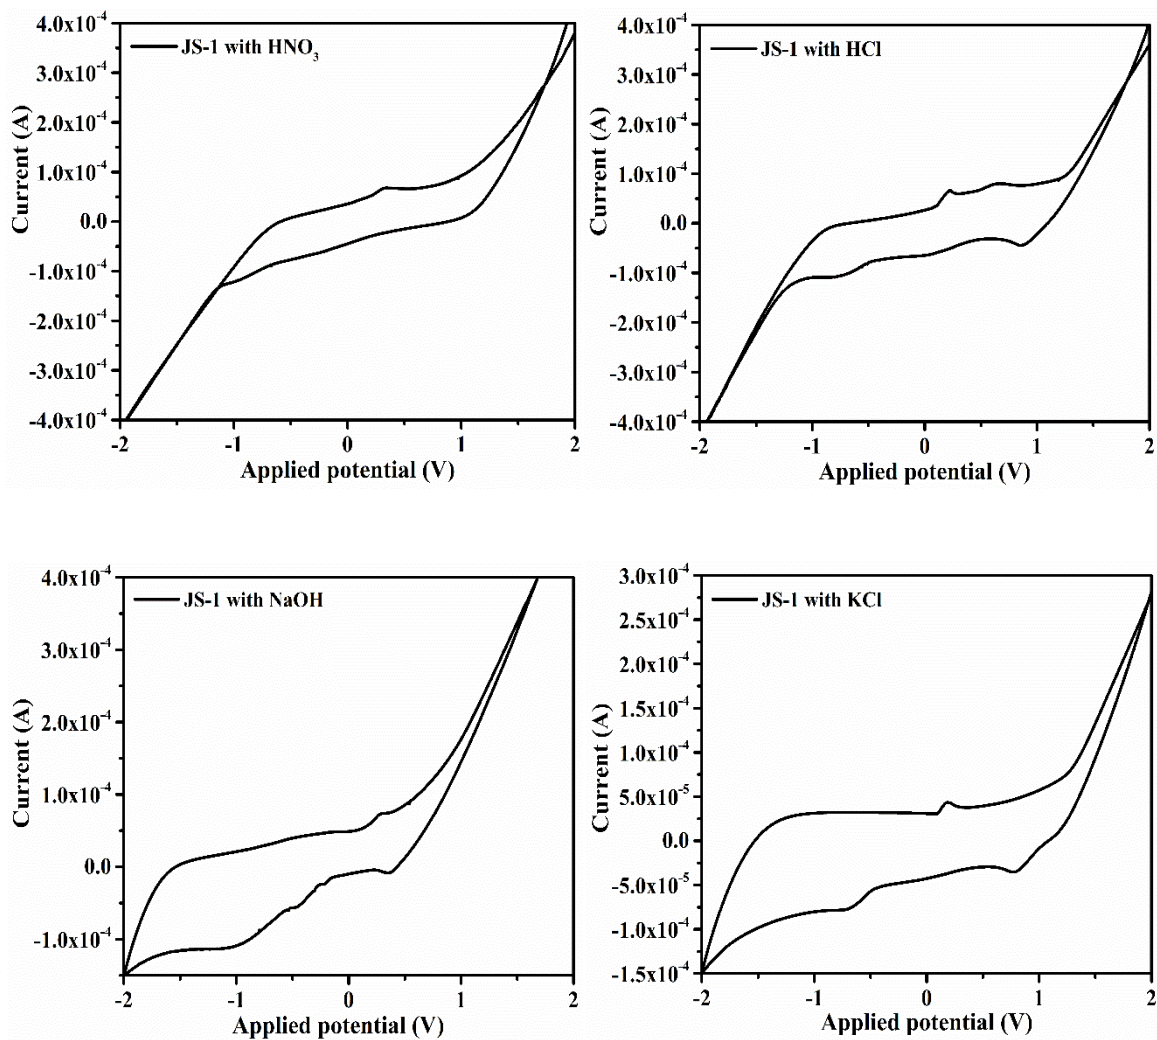 4.0x10⁻⁴
3.0x10⁻⁴
2.0x10⁻⁴
1.0x10⁻⁴
0.0
-1.0x10⁻⁴
-2.0x10⁻⁴
-3.0x10⁻⁴
-4.0x10⁻⁴
Current (A)
JS-1 with HNO₃
-2 -1 0 1 2
Applied potential (V)
4.0x10⁻⁴
3.0x10⁻⁴
2.0x10⁻⁴
1.0x10⁻⁴
0.0
-1.0x10⁻⁴
-2.0x10⁻⁴
-3.0x10⁻⁴
-4.0x10⁻⁴
Current (A)
JS-1 with HCl
-2 -1 0 1 2
Applied potential (V)
4.0x10⁻⁴
3.0x10⁻⁴
2.0x10⁻⁴
1.0x10⁻⁴
0.0
-1.0x10⁻⁴
Current (A)
JS-1 with NaOH
-2 -1 0 1 2
Applied potential (V)
3.0x10⁻⁴
2.5x10⁻⁴
2.0x10⁻⁴
1.5x10⁻⁴
1.0x10⁻⁴
5.0x10⁻⁵
0.0
-5.0x10⁻⁵
-1.0x10⁻⁴
-1.5x10⁻⁴
Current (A)
JS-1 with KCl
-2 -1 0 1 2
Applied potential (V)